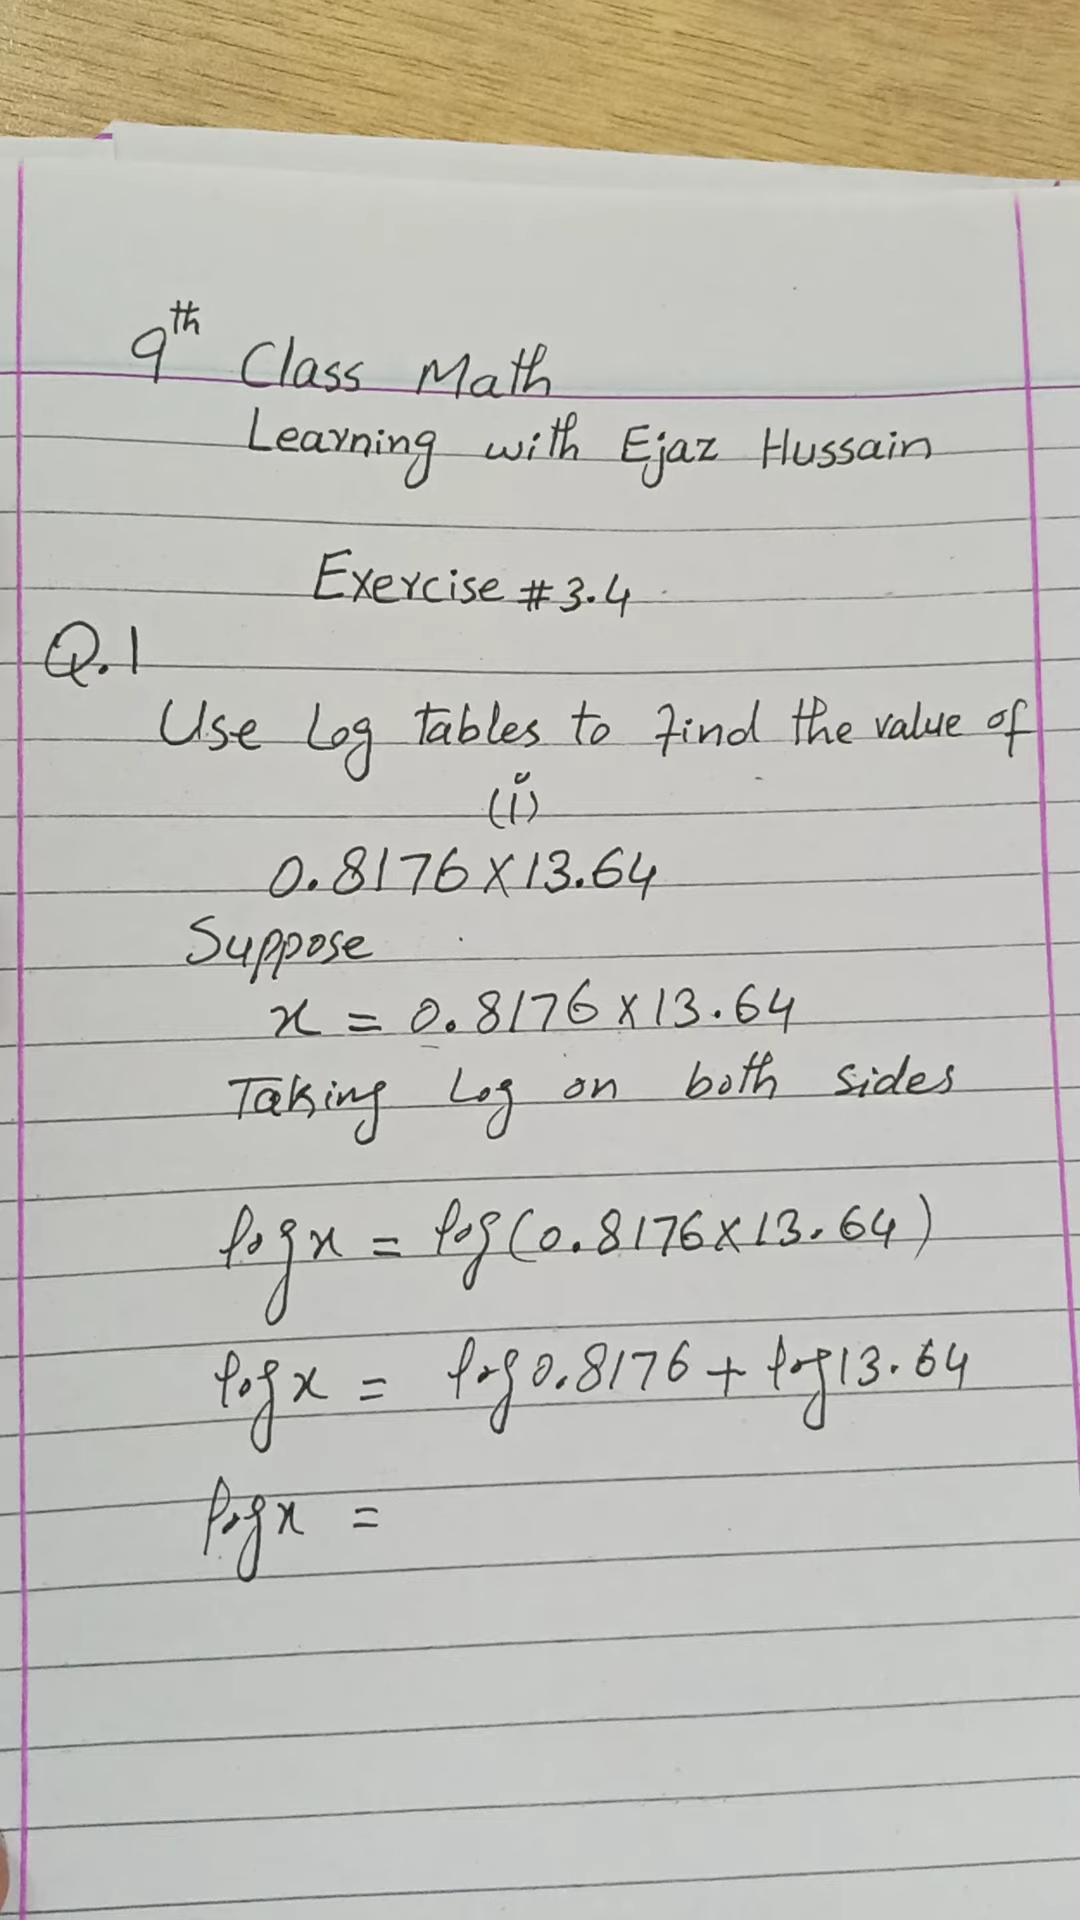 9th Class Math
Learning with Ejaz Hussain
Exercise # 3.4
Q.1
Use Log tables to find the value of
(i)
0.8176 × 13.64
Suppose
x = 0.8176 × 13.64
Taking Log on both sides
log x = log (0.8176 × 13.64)
log x = log 0.8176 + log 13.64
log x =